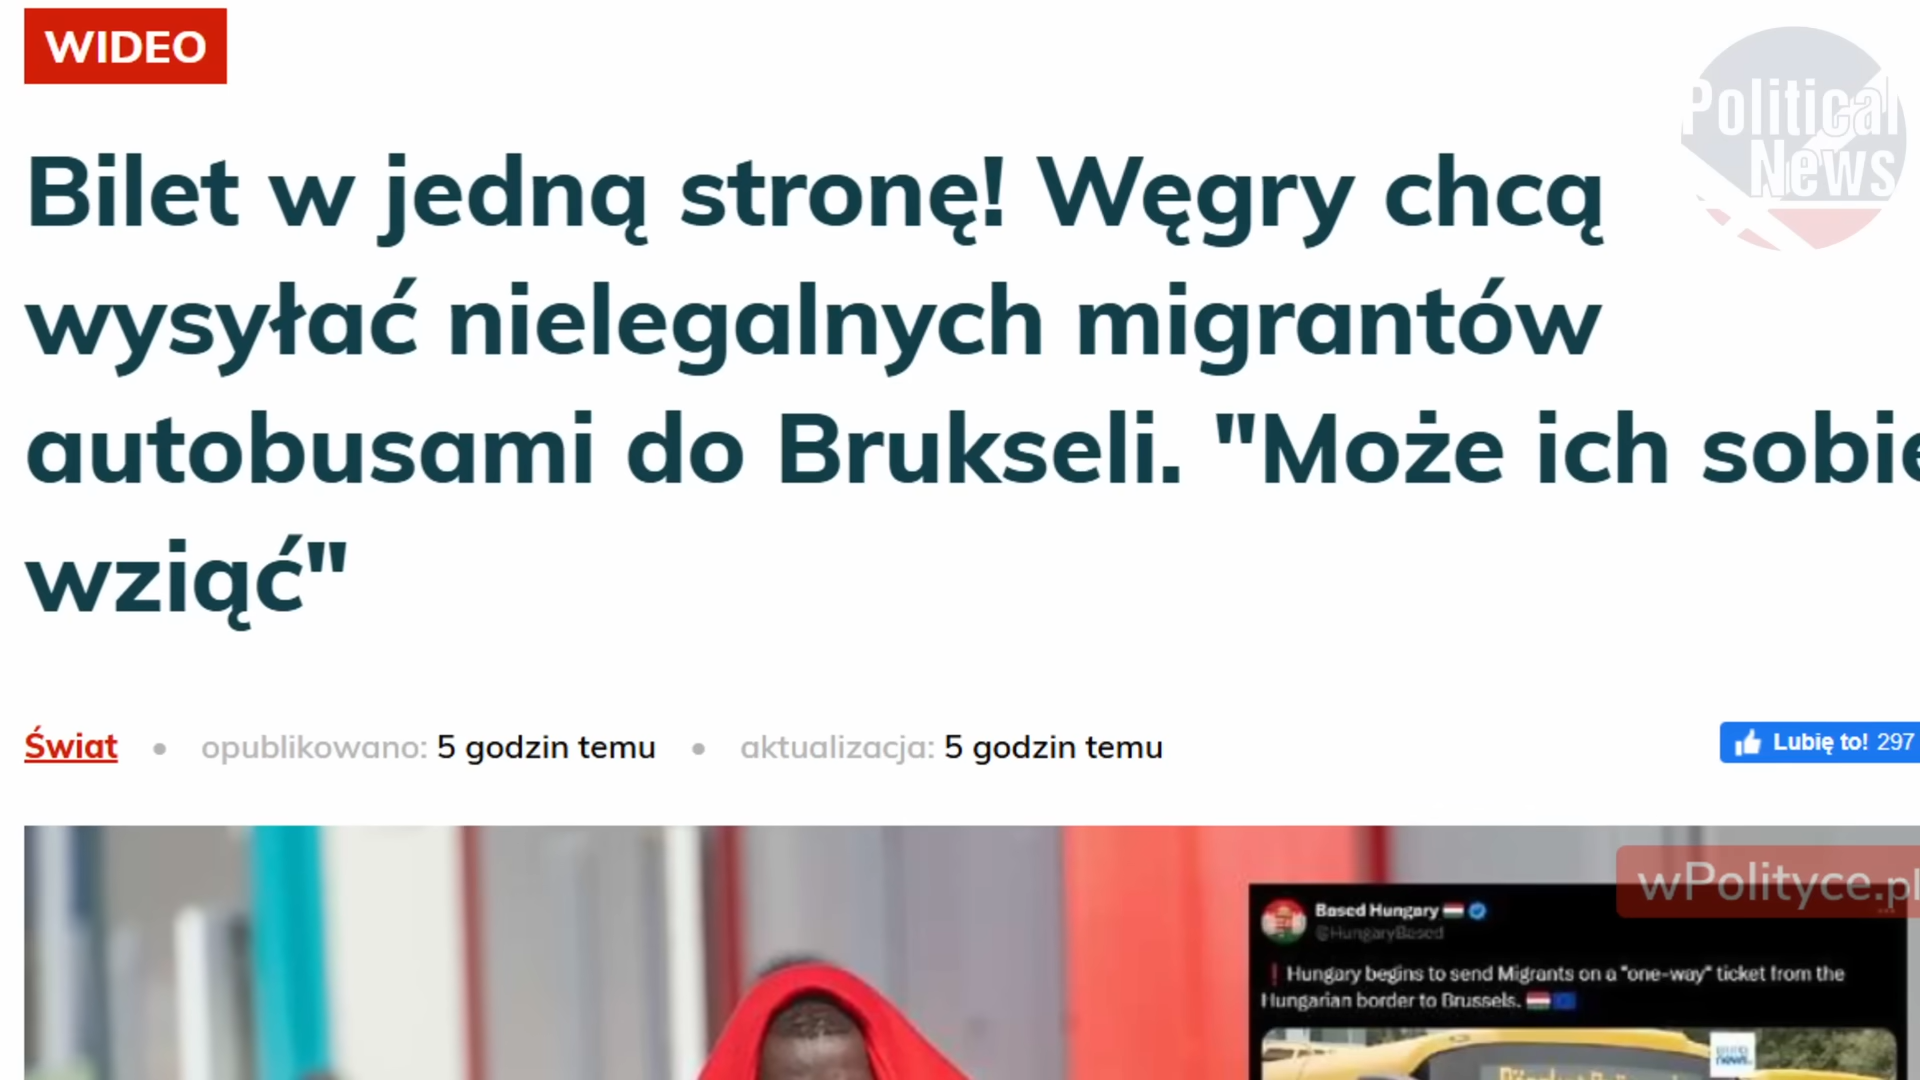 WIDEO
Political
News
Bilet w jedną stronę! Węgry chcą
wysyłać nielegalnych migrantów
autobusami do Brukseli. "Może ich sobie
wziąć"
Świat • opublikowano: 5 godzin temu • aktualizacja: 5 godzin temu
Lubię to! 297
wPolityce.pl
Based Hungary
@HungaryBased
Hungary begins to send Migrants on a "one-way" ticket from the
Hungarian border to Brussels.
news.